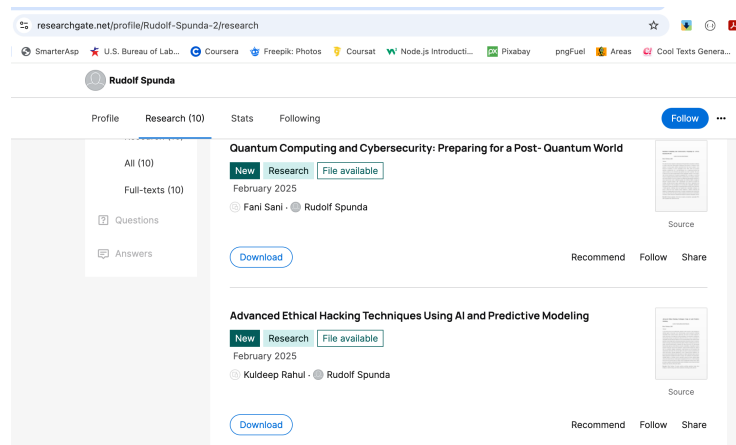 researchgate.net/profile/Rudolf-Spunda-2/research
SmarterAsp U.S. Bureau of Lab... Coursera Freepik: Photos Coursat Node.js Introducti... Pixabay pngFuel Areas Cool Texts Genera...
Rudolf Spunda
Profile Research (10) Stats Following Follow
All (10)
Full-texts (10)
Questions
Answers
Quantum Computing and Cybersecurity: Preparing for a Post- Quantum World
New Research File available
February 2025
Fani Sani · Rudolf Spunda
Source
Download Recommend Follow Share
Advanced Ethical Hacking Techniques Using AI and Predictive Modeling
New Research File available
February 2025
Kuldeep Rahul · Rudolf Spunda
Source
Download Recommend Follow Share